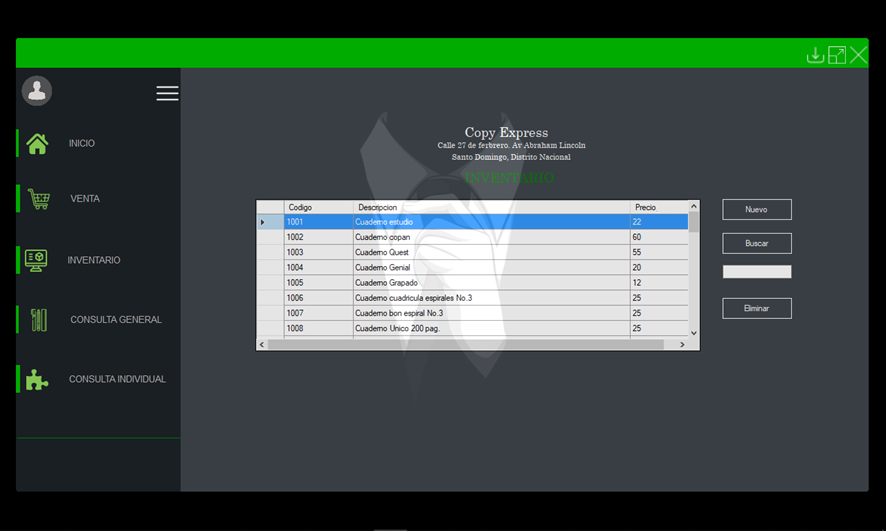 Copy Express
Calle 27 de ferbrero. Av Abraham Lincoln
Santo Domingo, Distrito Nacional
INVENTARIO
INICIO
VENTA
INVENTARIO
CONSULTA GENERAL
CONSULTA INDIVIDUAL
Codigo Descripcion Precio
1001 Cuaderno estudio 22
1002 Cuaderno copan 60
1003 Cuaderno Quest 55
1004 Cuaderno Genial 20
1005 Cuaderno Grapado 12
1006 Cuaderno cuadricula espirales No.3 25
1007 Cuaderno bon espiral No.3 25
1008 Cuaderno Unico 200 pag. 25
Nuevo
Buscar
Eliminar